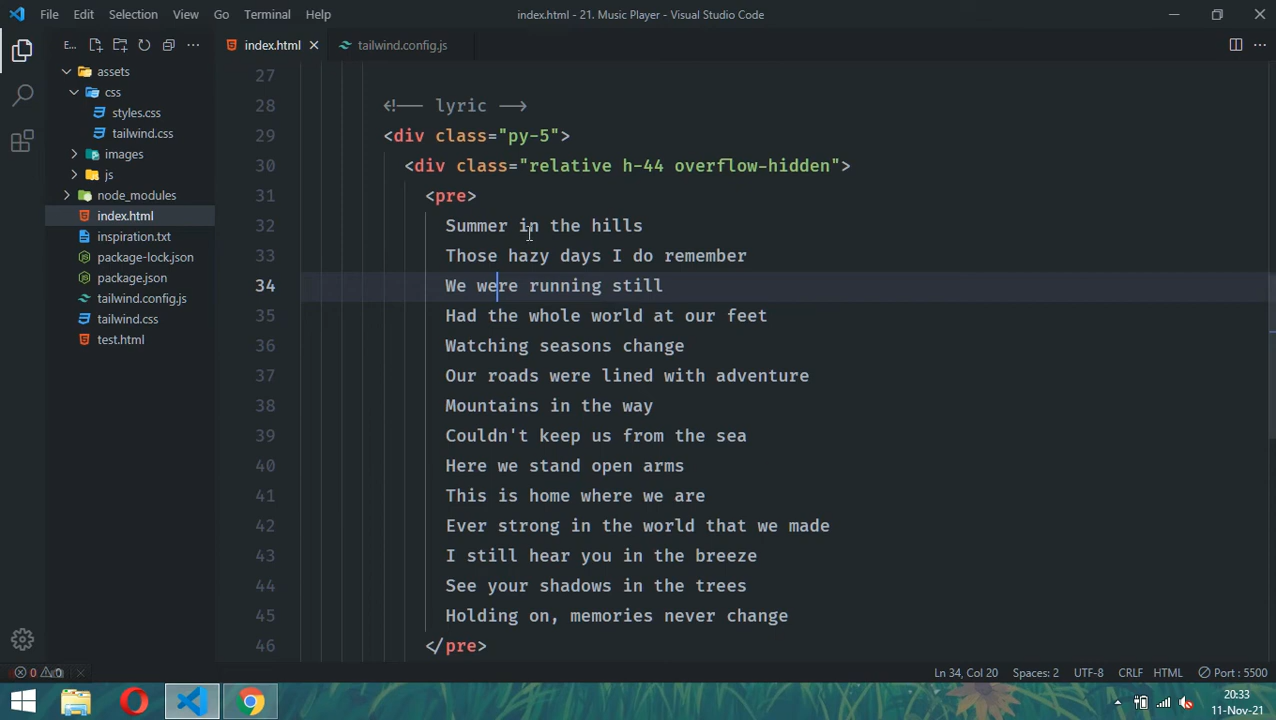 File Edit Selection View Go Terminal Help
index.html - 21. Music Player - Visual Studio Code
E...
index.html
tailwind.config.js
assets
css
styles.css
tailwind.css
images
js
node_modules
index.html
inspiration.txt
package-lock.json
package.json
tailwind.config.js
tailwind.css
test.html
27
28 <!-- lyric -->
29 <div class="py-5">
30 <div class="relative h-44 overflow-hidden">
31 <pre>
32 Summer in the hills
33 Those hazy days I do remember
34 We were running still
35 Had the whole world at our feet
36 Watching seasons change
37 Our roads were lined with adventure
38 Mountains in the way
39 Couldn't keep us from the sea
40 Here we stand open arms
41 This is home where we are
42 Ever strong in the world that we made
43 I still hear you in the breeze
44 See your shadows in the trees
45 Holding on, memories never change
46 </pre>
0 0
Ln 34, Col 20 Spaces: 2 UTF-8 CRLF HTML Port : 5500
20:33
11-Nov-21